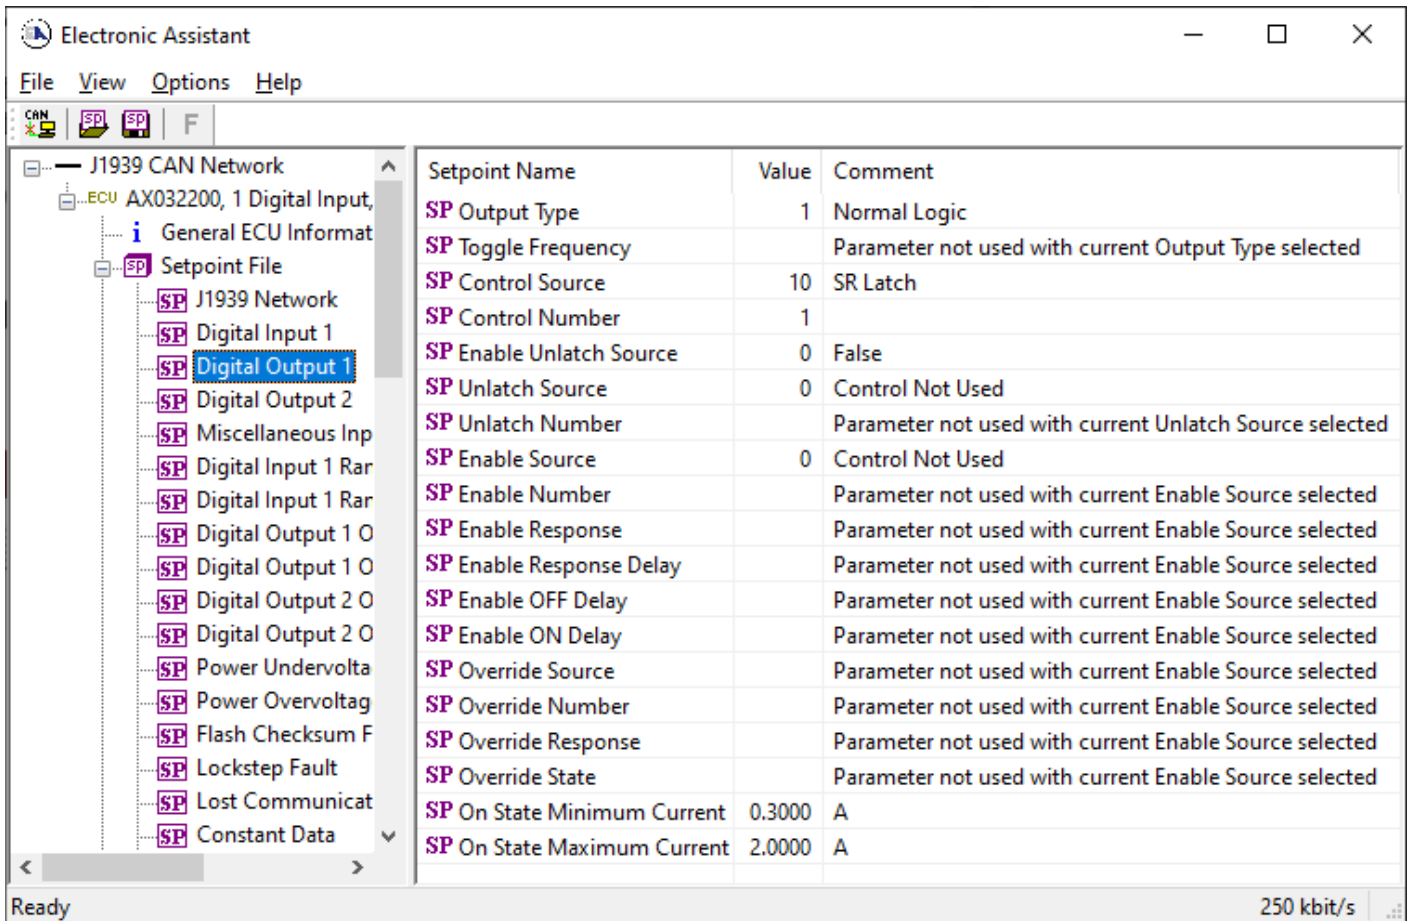 Electronic Assistant
File View Options Help
CAN SP SP F
J1939 CAN Network
ECU AX032200, 1 Digital Input,
i General ECU Informat
SP Setpoint File
SP J1939 Network
SP Digital Input 1
SP Digital Output 1
SP Digital Output 2
SP Miscellaneous Inp
SP Digital Input 1 Ran
SP Digital Input 1 Ran
SP Digital Output 1 O
SP Digital Output 1 O
SP Digital Output 2 O
SP Digital Output 2 O
SP Power Undervolta
SP Power Overvoltag
SP Flash Checksum F
SP Lockstep Fault
SP Lost Communicat
SP Constant Data
Setpoint Name Value Comment
SP Output Type 1 Normal Logic
SP Toggle Frequency Parameter not used with current Output Type selected
SP Control Source 10 SR Latch
SP Control Number 1
SP Enable Unlatch Source 0 False
SP Unlatch Source 0 Control Not Used
SP Unlatch Number Parameter not used with current Unlatch Source selected
SP Enable Source 0 Control Not Used
SP Enable Number Parameter not used with current Enable Source selected
SP Enable Response Parameter not used with current Enable Source selected
SP Enable Response Delay Parameter not used with current Enable Source selected
SP Enable OFF Delay Parameter not used with current Enable Source selected
SP Enable ON Delay Parameter not used with current Enable Source selected
SP Override Source Parameter not used with current Enable Source selected
SP Override Number Parameter not used with current Enable Source selected
SP Override Response Parameter not used with current Enable Source selected
SP Override State Parameter not used with current Enable Source selected
SP On State Minimum Current 0.3000 A
SP On State Maximum Current 2.0000 A
Ready 250 kbit/s